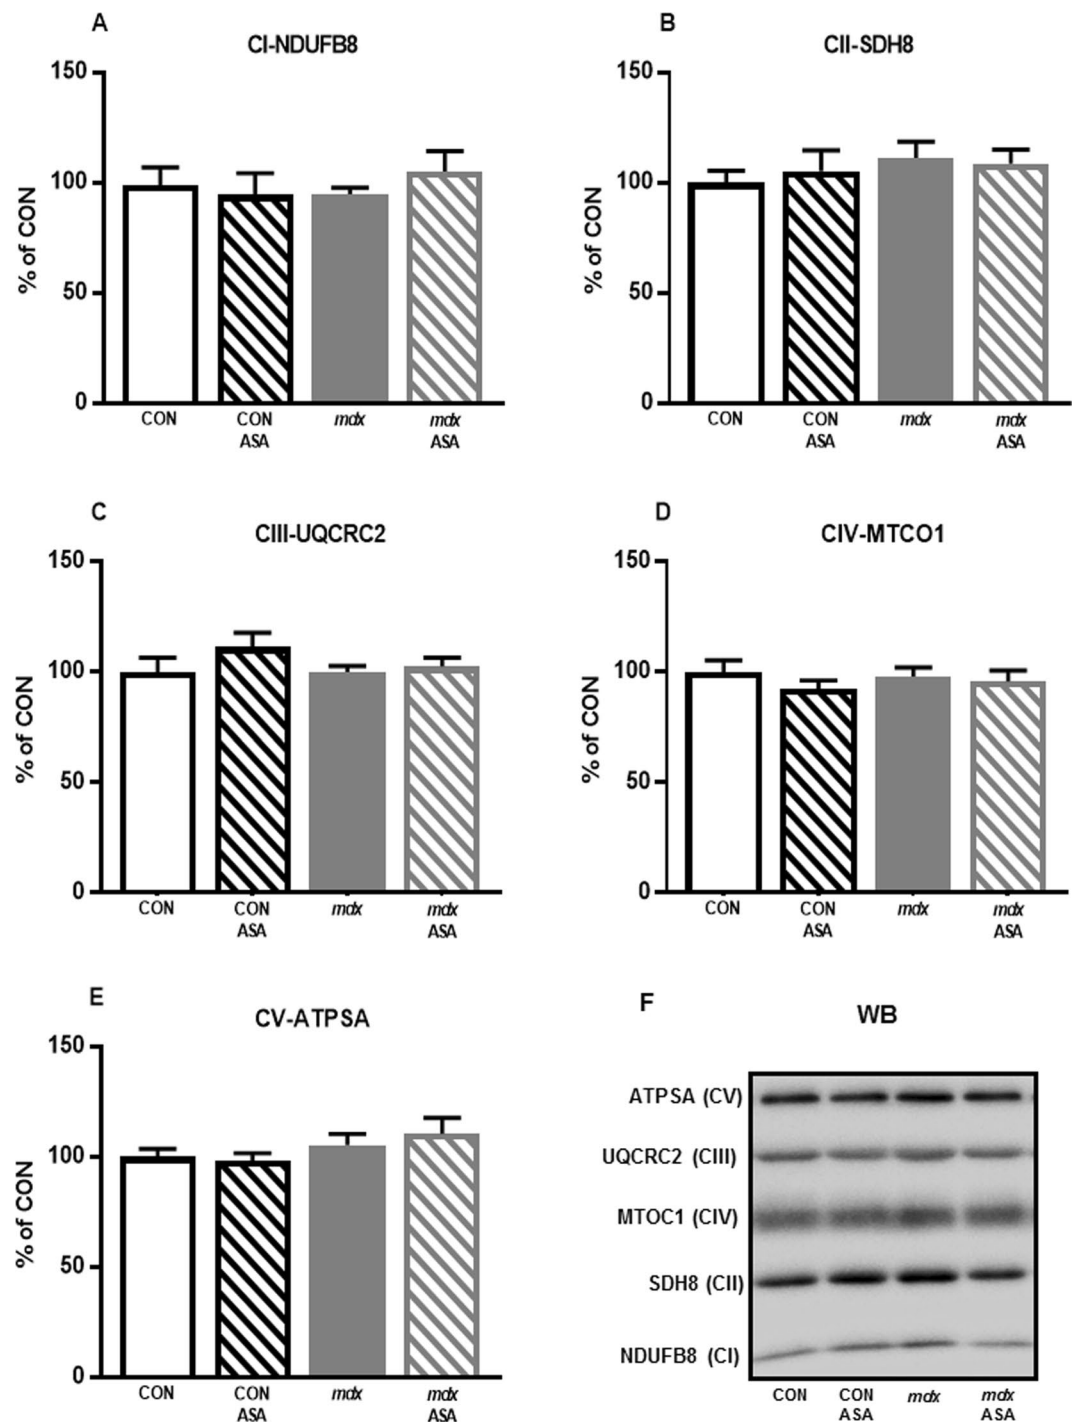 A
CI-NDUFB8
150
100
50
0
% of CON
CON
CON
ASA
mdx
mdx
ASA
B
CII-SDH8
150
100
50
0
% of CON
CON
CON
ASA
mdx
mdx
ASA
C
CIII-UQCRC2
150
100
50
0
% of CON
CON
CON
ASA
mdx
mdx
ASA
D
CIV-MTCO1
150
100
50
0
% of CON
CON
CON
ASA
mdx
mdx
ASA
E
CV-ATPSA
150
100
50
0
% of CON
CON
CON
ASA
mdx
mdx
ASA
F
WB
ATPSA (CV)
UQCRC2 (CIII)
MTOC1 (CIV)
SDH8 (CII)
NDUFB8 (CI)
CON
CON
ASA
mdx
mdx
ASA